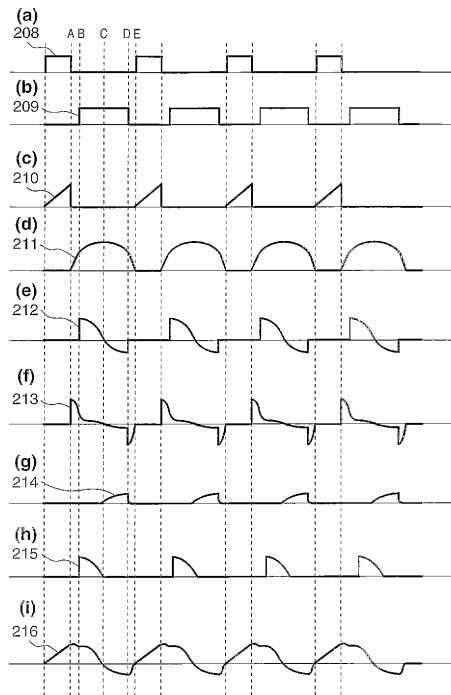 (a)
208
A B C D E
(b)
209
(c)
210
(d)
211
(e)
212
(f)
213
(g)
214
(h)
215
(i)
216